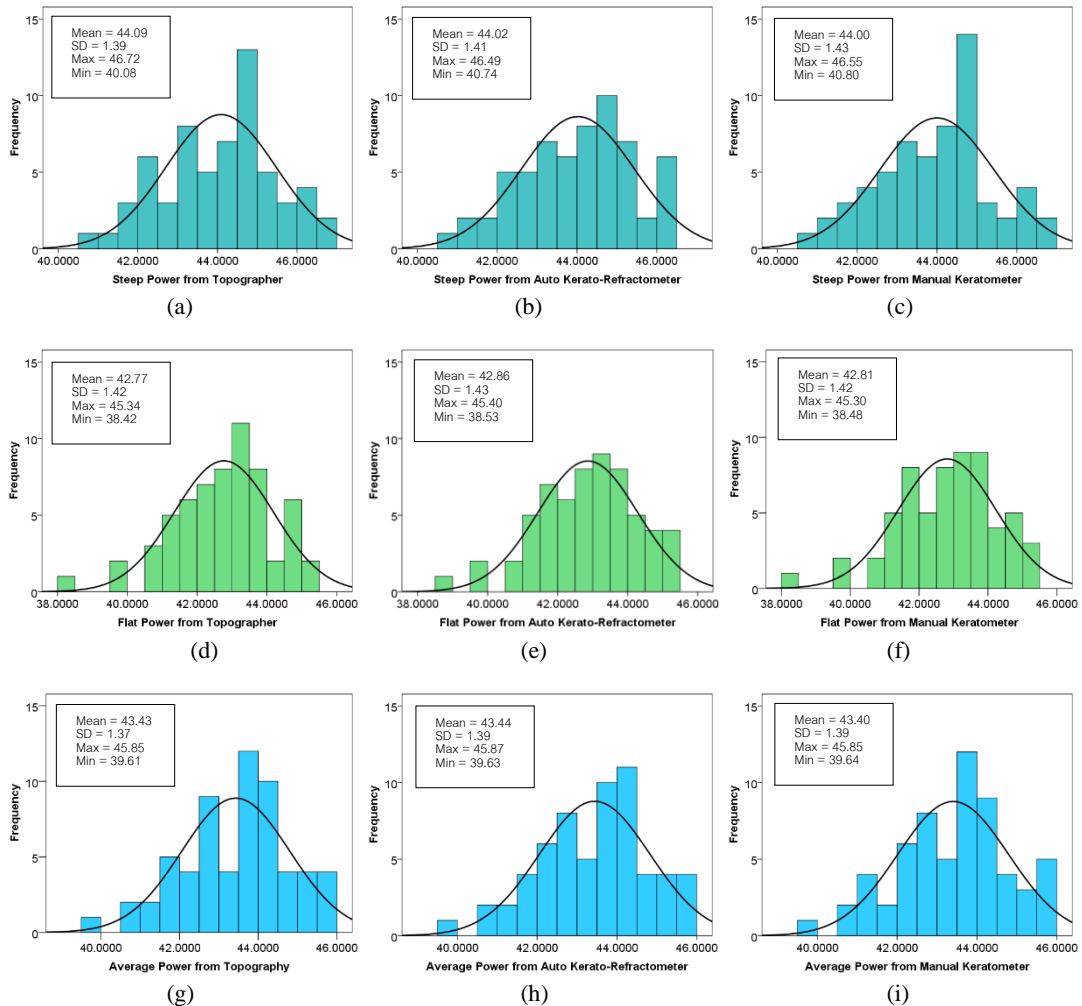 15
10
5
0
Frequency
Mean = 44.09
SD = 1.39
Max = 46.72
Min = 40.08
40.0000 42.0000 44.0000 46.0000
Steep Power from Topographer
(a)
15
10
5
0
Frequency
Mean = 44.02
SD = 1.41
Max = 46.49
Min = 40.74
40.0000 42.0000 44.0000 46.0000
Steep Power from Auto Kerato-Refractometer
(b)
15
10
5
0
Frequency
Mean = 44.00
SD = 1.43
Max = 46.55
Min = 40.80
40.0000 42.0000 44.0000 46.0000
Steep Power from Manual Keratometer
(c)
15
10
5
0
Frequency
Mean = 42.77
SD = 1.42
Max = 45.34
Min = 38.42
38.0000 40.0000 42.0000 44.0000 46.0000
Flat Power from Topographer
(d)
15
10
5
0
Frequency
Mean = 42.86
SD = 1.43
Max = 45.40
Min = 38.53
38.0000 40.0000 42.0000 44.0000 46.0000
Flat Power from Auto Kerato-Refractometer
(e)
15
10
5
0
Frequency
Mean = 42.81
SD = 1.42
Max = 45.30
Min = 38.48
38.0000 40.0000 42.0000 44.0000 46.0000
Flat Power from Manual Keratometer
(f)
15
10
5
0
Frequency
Mean = 43.43
SD = 1.37
Max = 45.85
Min = 39.61
40.0000 42.0000 44.0000 46.0000
Average Power from Topography
(g)
15
10
5
0
Frequency
Mean = 43.44
SD = 1.39
Max = 45.87
Min = 39.63
40.0000 42.0000 44.0000 46.0000
Average Power from Auto Kerato-Refractometer
(h)
15
10
5
0
Frequency
Mean = 43.40
SD = 1.39
Max = 45.85
Min = 39.64
40.0000 42.0000 44.0000 46.0000
Average Power from Manual Keratometer
(i)